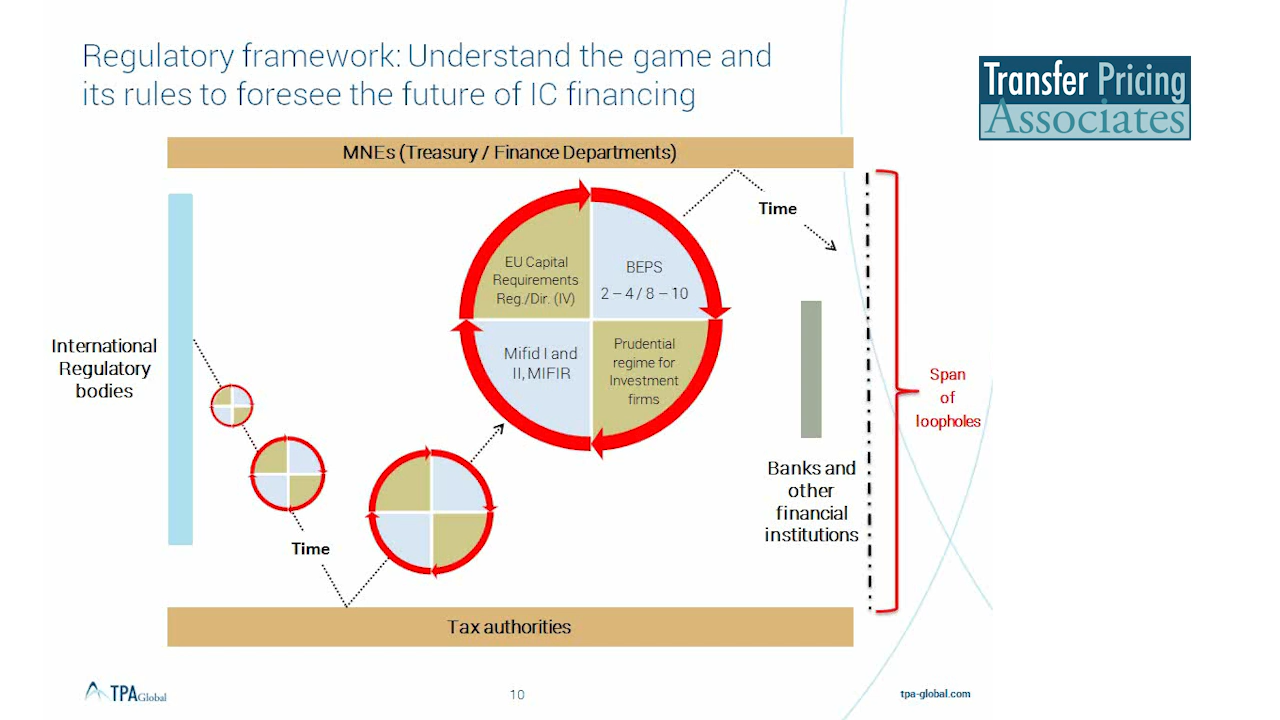 Regulatory framework: Understand the game and
its rules to foresee the future of IC financing
Transfer Pricing
Associates
MNEs (Treasury / Finance Departments)
Time
EU Capital
Requirements
Reg./Dir. (IV)
BEPS
2 – 4 / 8 – 10
Mifid I and
II, MIFIR
Prudential
regime for
Investment
firms
International
Regulatory
bodies
Span
of
loopholes
Banks and
other
financial
institutions
Time
Tax authorities
TPA Global
10
tpa-global.com